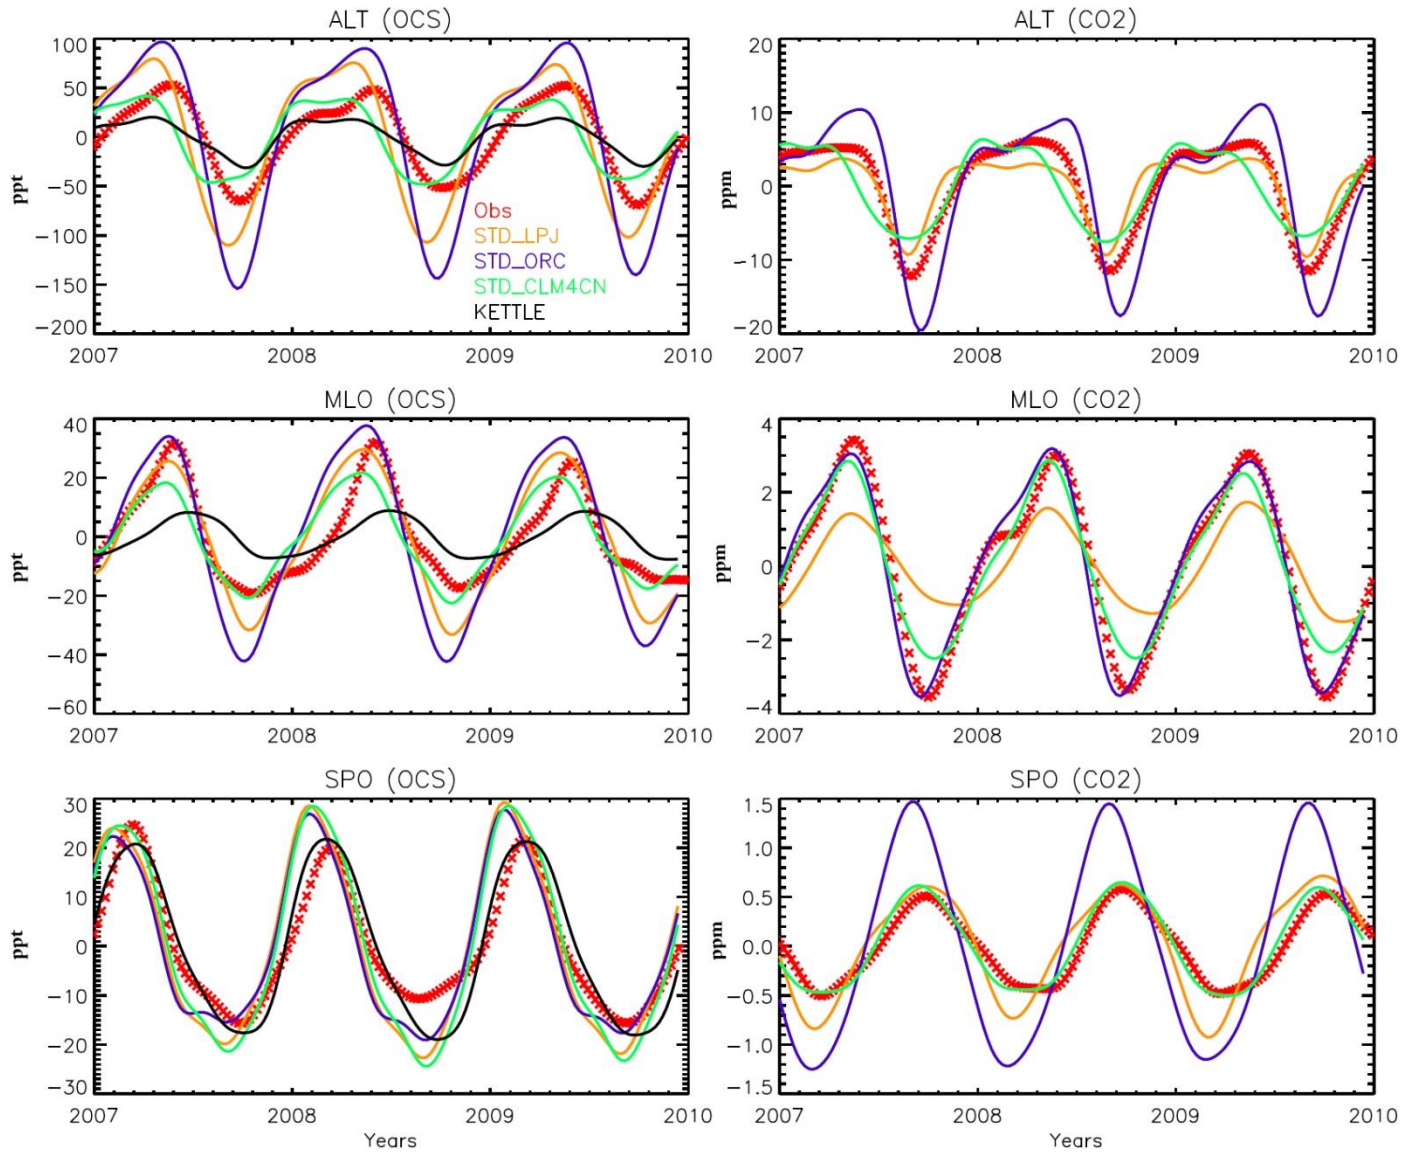 ALT (OCS)
100
50
0
−50
−100
−150
−200
ppt
Obs
STD_LPJ
STD_ORC
STD_CLM4CN
KETTLE
2007 2008 2009 2010
ALT (CO2)
20
10
0
−10
−20
ppm
2007 2008 2009 2010
MLO (OCS)
40
20
0
−20
−40
−60
ppt
2007 2008 2009 2010
MLO (CO2)
4
2
0
−2
−4
ppm
2007 2008 2009 2010
SPO (OCS)
30
20
10
0
−10
−20
−30
ppt
2007 2008 2009 2010
Years
SPO (CO2)
1.5
1.0
0.5
0.0
−0.5
−1.0
−1.5
ppm
2007 2008 2009 2010
Years